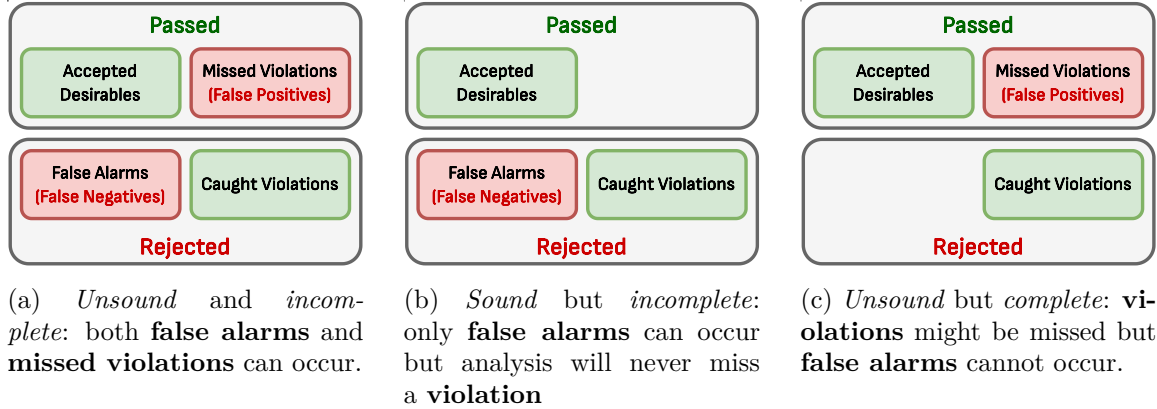 Passed
Accepted
Desirables
Missed Violations
(False Positives)
False Alarms
(False Negatives)
Caught Violations
Rejected
(a) Unsound and incom-
plete: both false alarms and
missed violations can occur.
Passed
Accepted
Desirables
False Alarms
(False Negatives)
Caught Violations
Rejected
(b) Sound but incomplete:
only false alarms can occur
but analysis will never miss
a violation
Passed
Accepted
Desirables
Missed Violations
(False Positives)
Caught Violations
Rejected
(c) Unsound but complete: vi-
olations might be missed but
false alarms cannot occur.